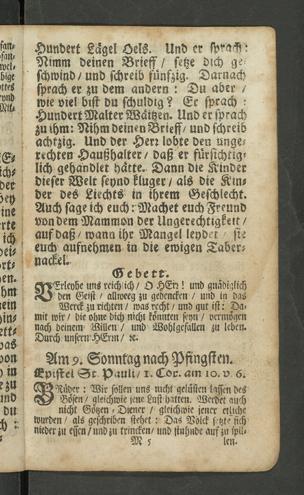 Hundert Lägel Oels. Und er sprach:
Nimm deinen Brieff / setze dich ge-
schwind / und schreib fünfzig. Darnach
sprach er zu dem andern: Du aber /
wie viel bist du schuldig? Er sprach:
Hundert Malter Wäitzen. Und er sprach
zu ihm: Nihm deinen Brieff / und schreib
achtzig. Und der Herr lobte den unge-
rechten Haußhalter / daß er fürsichtig-
lich gehandlet hätte. Dann die Kinder
dieser Welt seynd kluger / als die Kin-
der des Liechts in ihrem Geschlecht.
Auch sage ich euch: Machet euch Freund
von dem Mammon der Ungerechtigkeit /
auf daß / wann ihr Mangel leydet / sie
euch aufnehmen in die ewigen Taber-
nackel.
Gebett.
VErleyhe uns reich ich / O HErr! und gnädiglich
den Geist / allweeg zu gedencken / und in das
Werck zu richten / was recht / und gut ist: Da-
mit wir / die ohne dich nicht könnten seyn / vermögen
nach deinem Willen / und Wohlgefallen zu leben.
Durch unsern HErrn / ꝛc.
Am 9. Sonntag nach Pfingsten.
Epistel St. Pauli / 1. Cor. am 10. v. 6.
BRüder: Wir sollen uns nicht gelüsten lassen des
Bösen / gleichwie jene Lust hatten. Werdet auch
nicht Götzen-Diener / gleichwie jener etliche
wurden / als geschriben stehet: Das Volck setzte sich
nieder zu essen / und zu trincken / und stuhnde auf zu spil-
M 5 len.